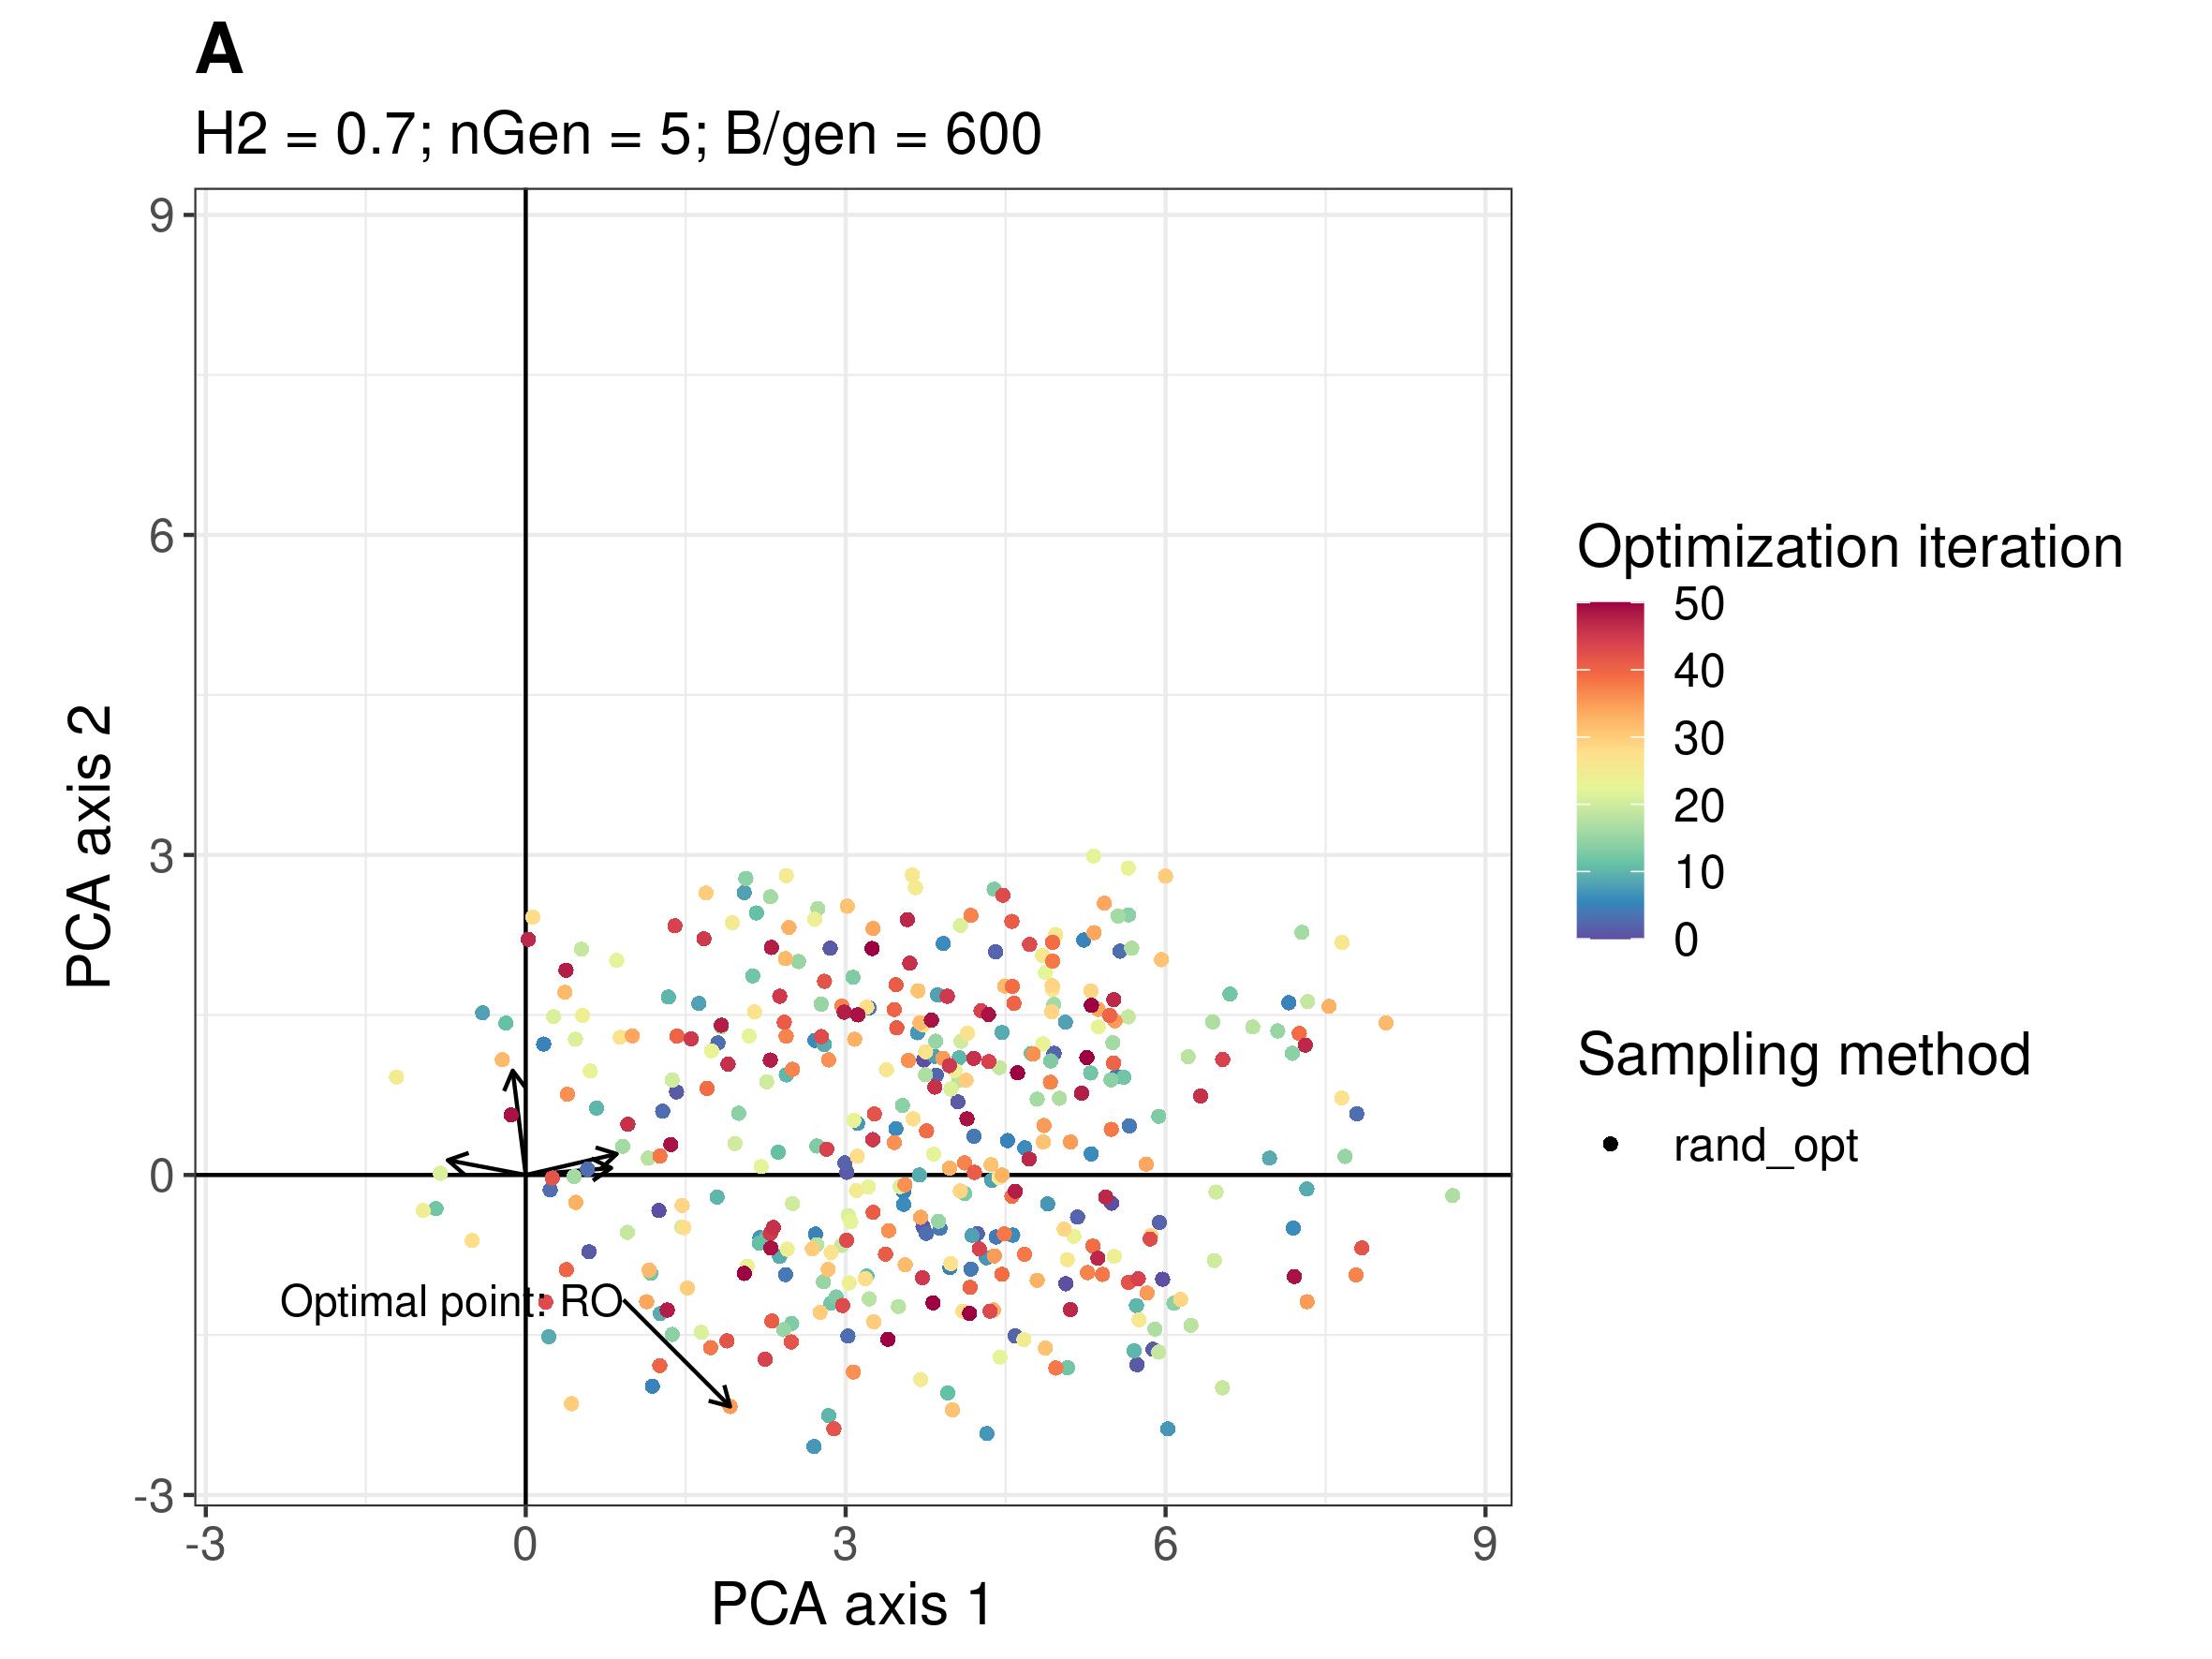 A
H2 = 0.7; nGen = 5; B/gen = 600
9
6
3
0
-3
PCA axis 2
Optimal point: RO
-3 0 3 6 9
PCA axis 1
Optimization iteration
50
40
30
20
10
0
Sampling method
rand_opt